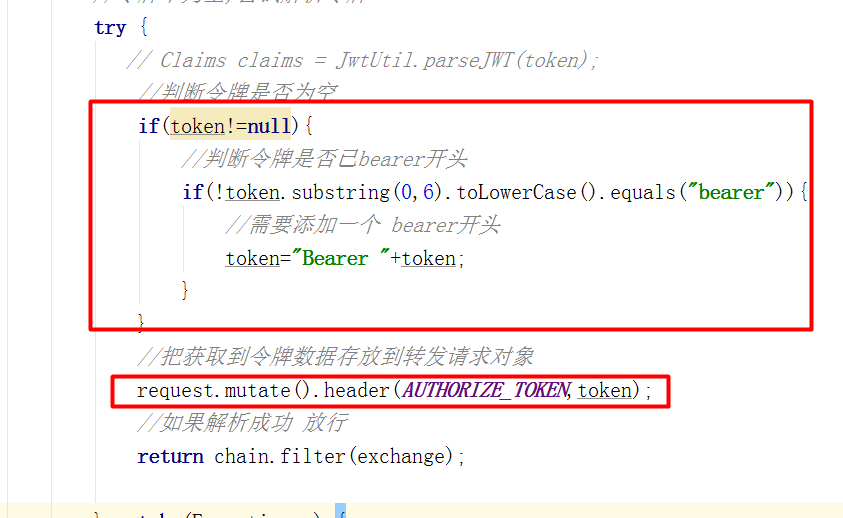 try {
// Claims claims = JwtUtil.parseJWT(token);
//判断令牌是否为空
if(token!=null){
//判断令牌是否已bearer开头
if(!token.substring(0,6).toLowerCase().equals("bearer")){
//需要添加一个 bearer开头
token="Bearer "+token;
}
}
//把获取到令牌数据存放到转发请求对象
request.mutate().header(AUTHORIZE_TOKEN,token);
//如果解析成功 放行
return chain.filter(exchange);